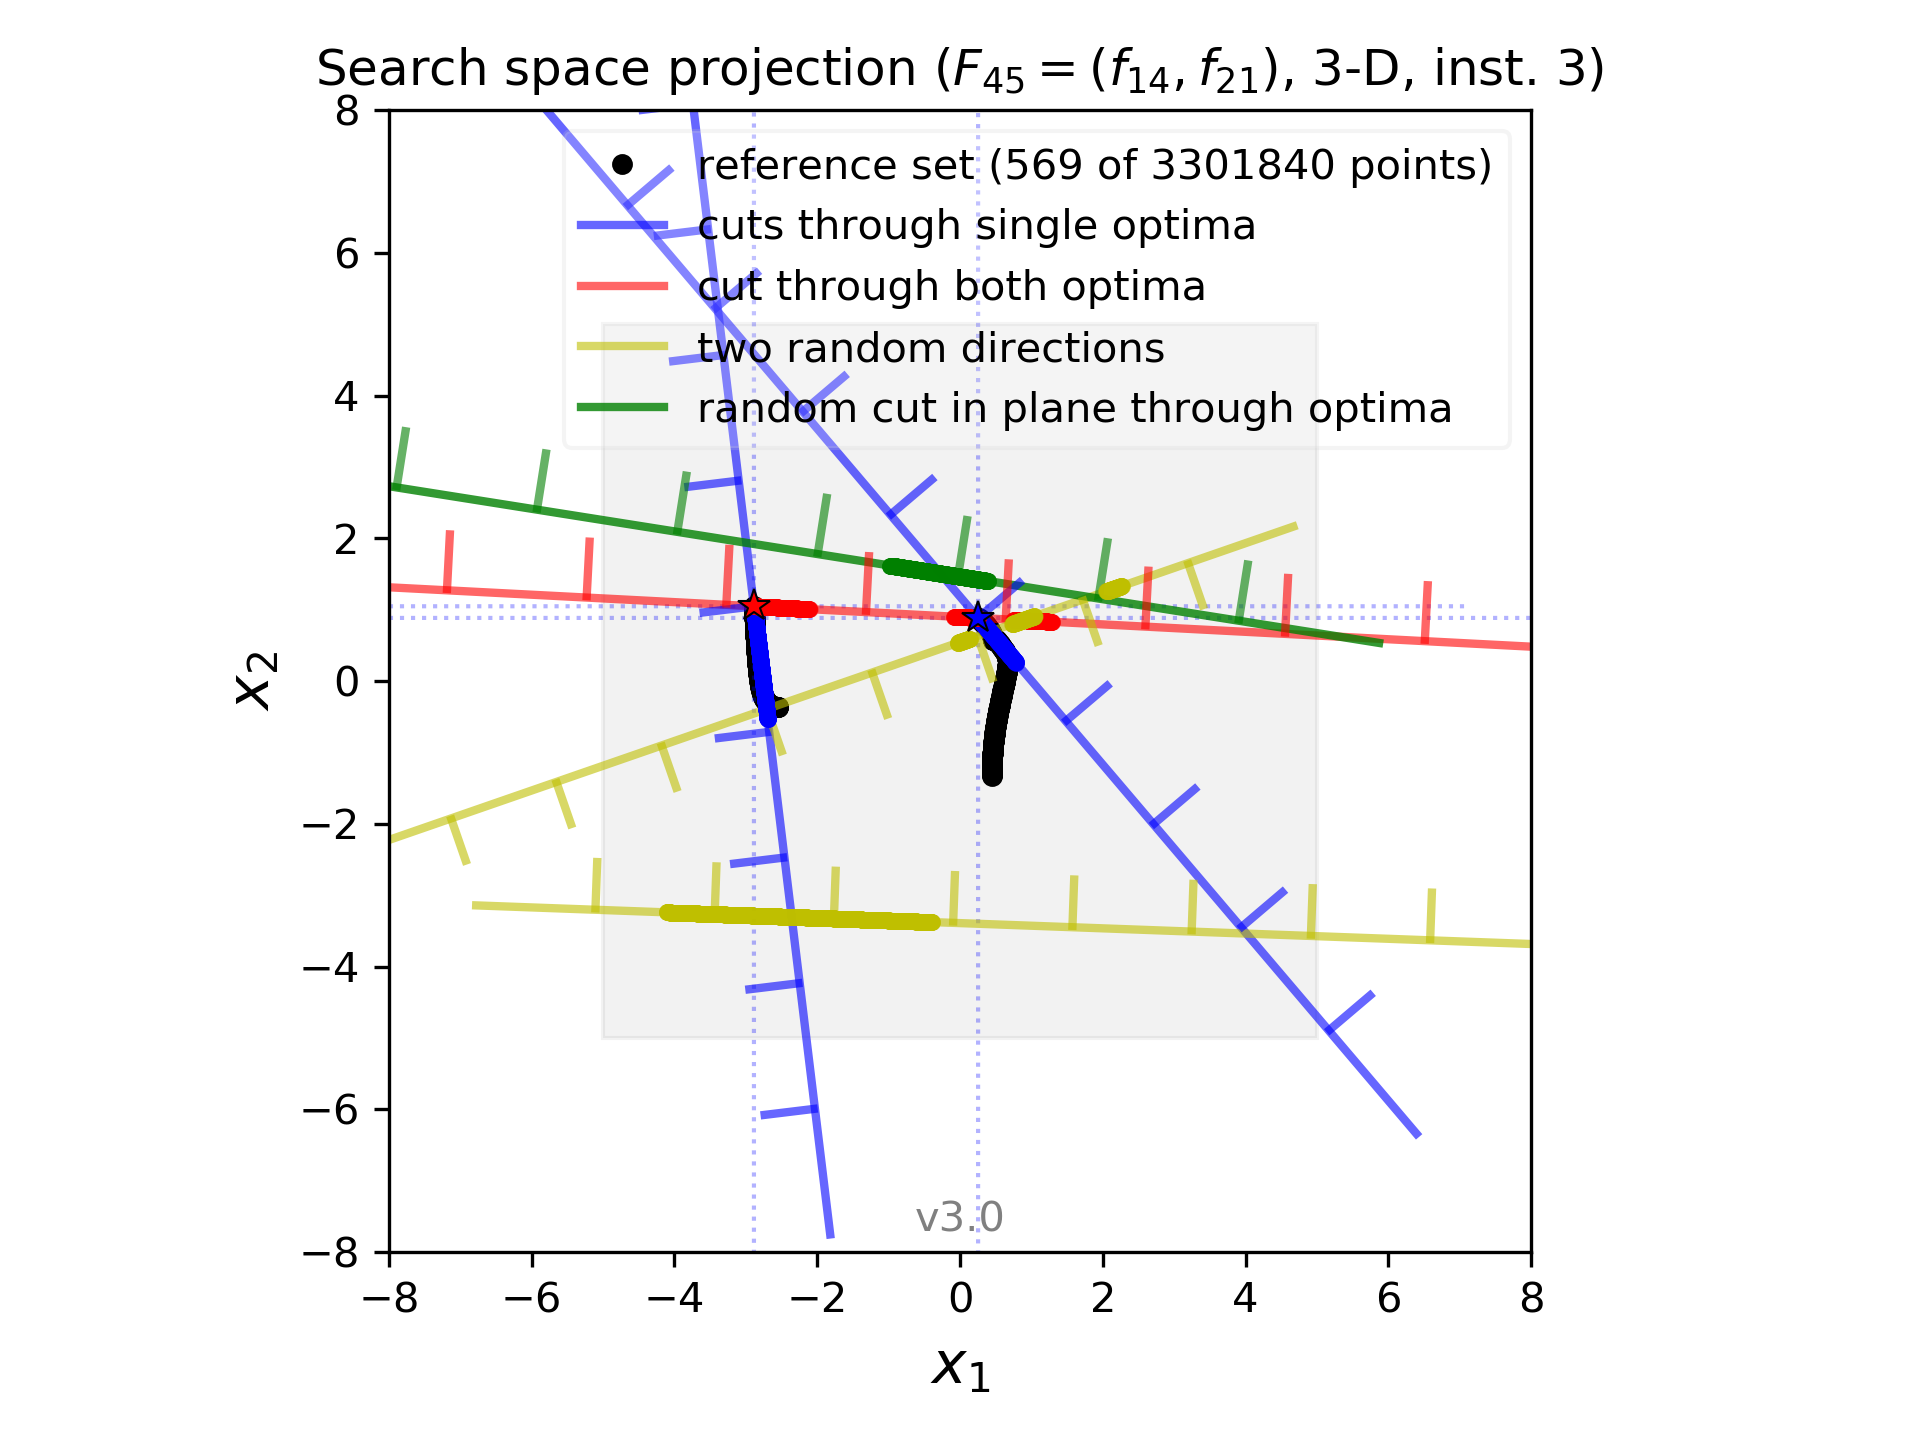 Search space projection (F45 = (f14, f21), 3-D, inst. 3)
reference set (569 of 3301840 points)
cuts through single optima
cut through both optima
two random directions
random cut in plane through optima
8
6
4
2
0
−2
−4
−6
−8
x2
v3.0
−8 −6 −4 −2 0 2 4 6 8
x1